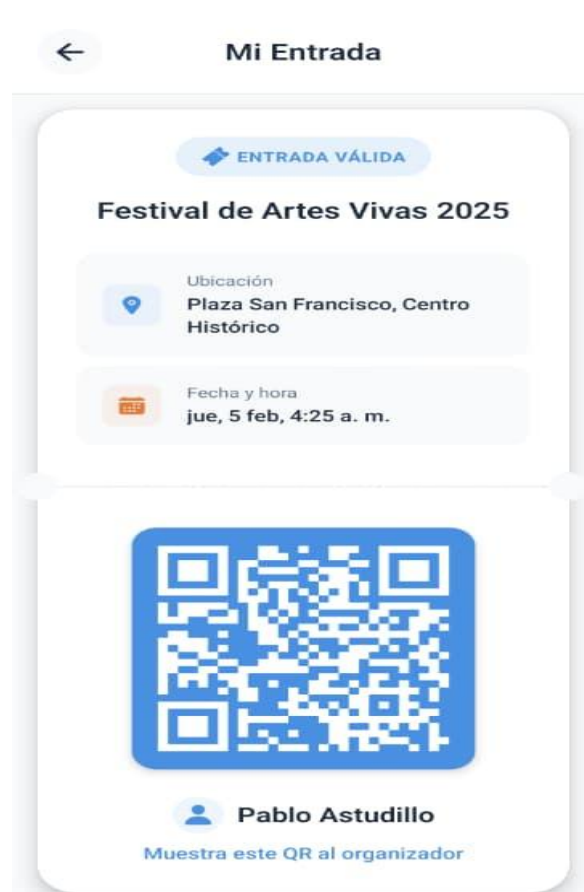 Mi Entrada
ENTRADA VÁLIDA
Festival de Artes Vivas 2025
Ubicación
Plaza San Francisco, Centro
Histórico
Fecha y hora
jue, 5 feb, 4:25 a. m.
Pablo Astudillo
Muestra este QR al organizador